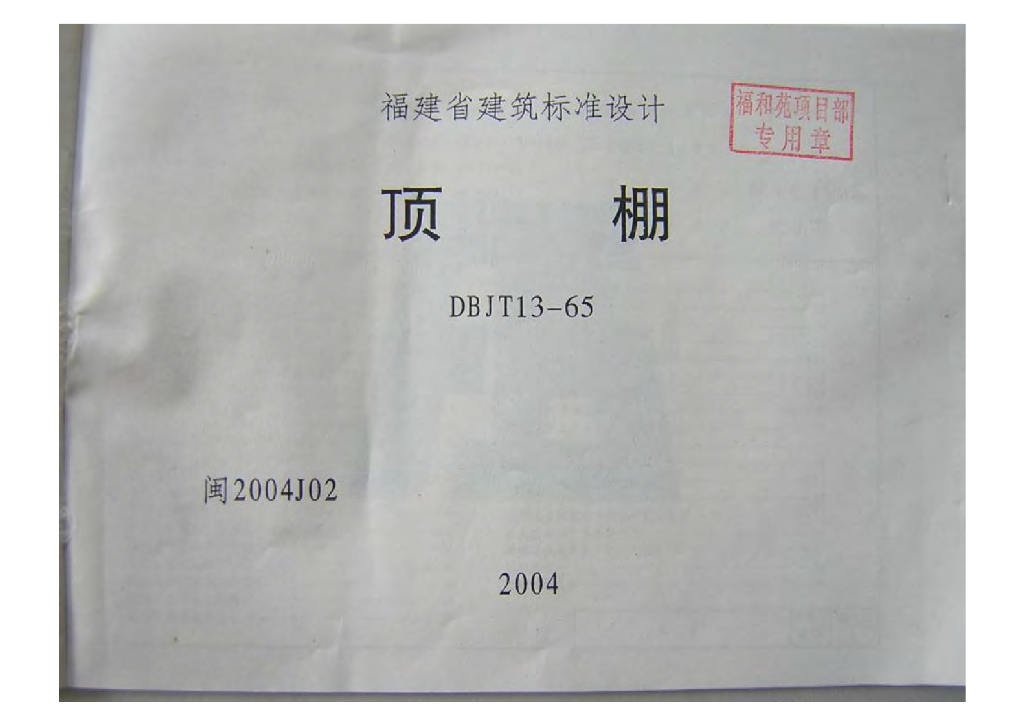 福建省建筑标准设计
福和苑项目部
专用章
顶 棚
DBJT13-65
闽2004J02
2004